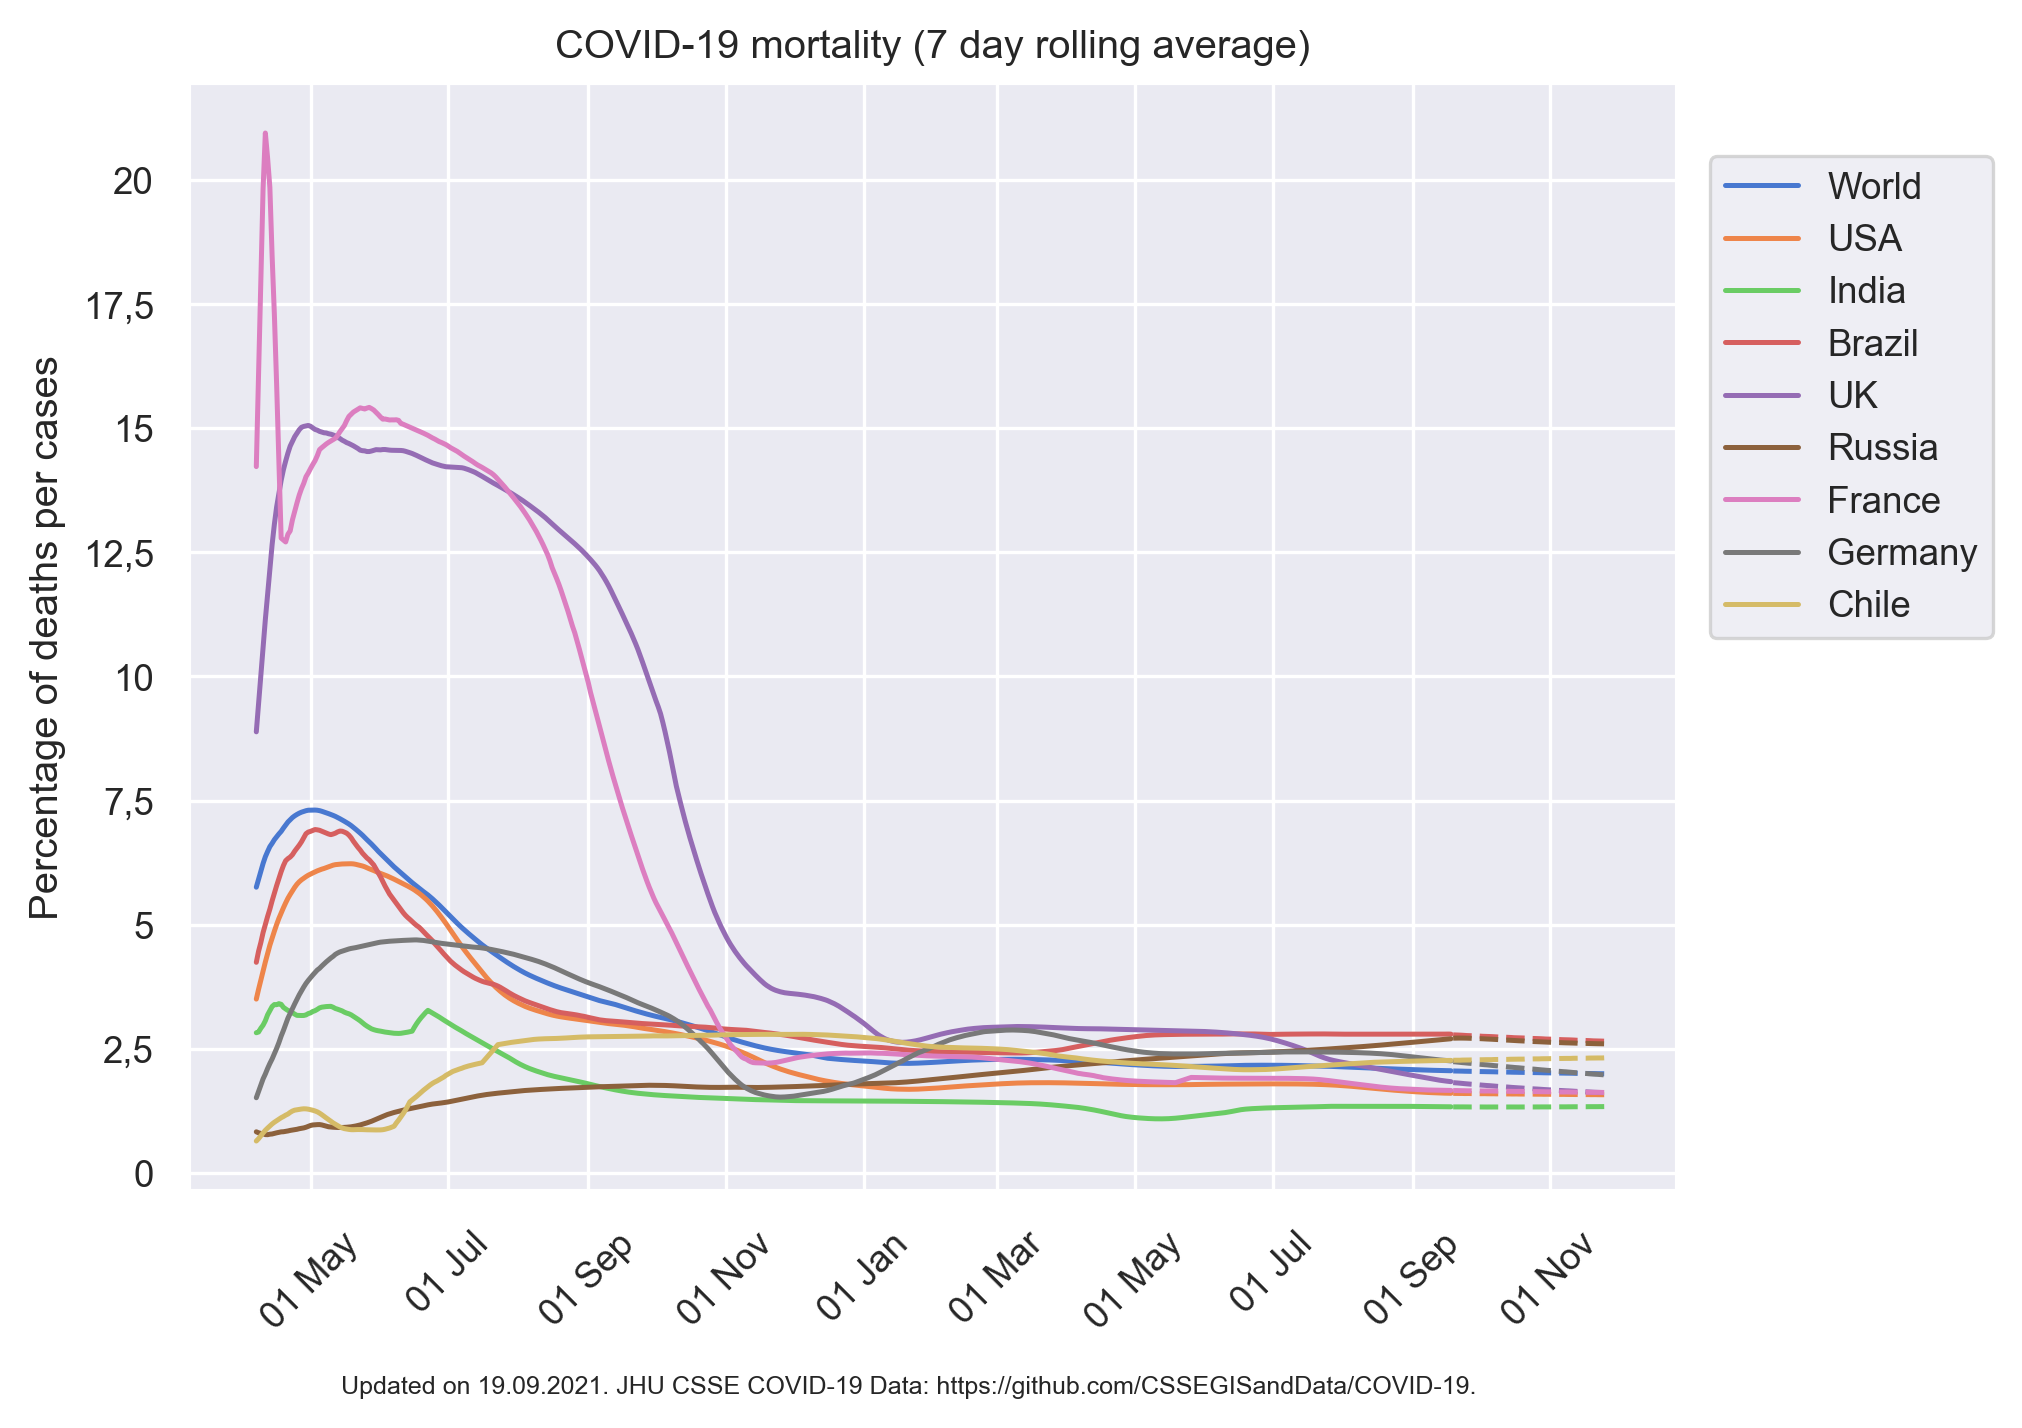 COVID-19 mortality (7 day rolling average)
Percentage of deaths per cases
20
17,5
15
12,5
10
7,5
5
2,5
0
01 May
01 Jul
01 Sep
01 Nov
01 Jan
01 Mar
01 May
01 Jul
01 Sep
01 Nov
World
USA
India
Brazil
UK
Russia
France
Germany
Chile
Updated on 19.09.2021. JHU CSSE COVID-19 Data: https://github.com/CSSEGISandData/COVID-19.